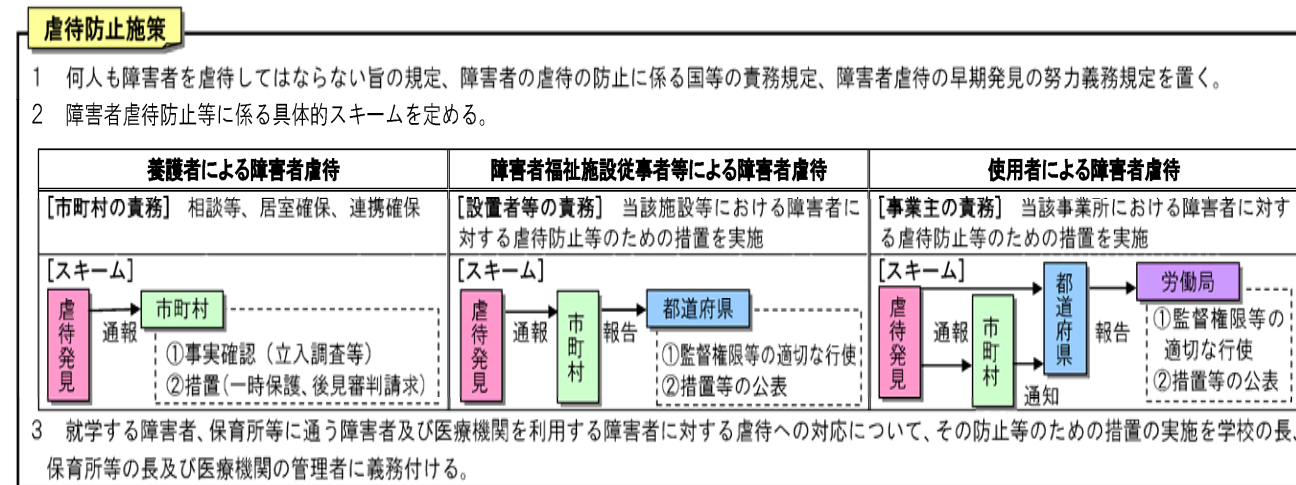 虐待防止施策
1 何人も障害者を虐待してはならない旨の規定、障害者の虐待の防止に係る国等の責務規定、障害者虐待の早期発見の努力義務規定を置く。
2 障害者虐待防止等に係る具体的スキームを定める。
養護者による障害者虐待
[市町村の責務] 相談等、居室確保、連携確保
[スキーム]
虐待発見
通報
市町村
①事実確認(立入調査等)
②措置(一時保護、後見審判請求)
障害者福祉施設従事者等による障害者虐待
[設置者等の責務] 当該施設等における障害者に
対する虐待防止等のための措置を実施
[スキーム]
虐待発見
通報
市町村
報告
都道府県
①監督権限等の適切な行使
②措置等の公表
使用者による障害者虐待
[事業主の責務] 当該事業所における障害者に対す
る虐待防止等のための措置を実施
[スキーム]
虐待発見
通報
市町村
通知
都道府県
報告
労働局
①監督権限等の
適切な行使
②措置等の公表
3 就学する障害者、保育所等に通う障害者及び医療機関を利用する障害者に対する虐待への対応について、その防止等のための措置の実施を学校の長、
保育所等の長及び医療機関の管理者に義務付ける。